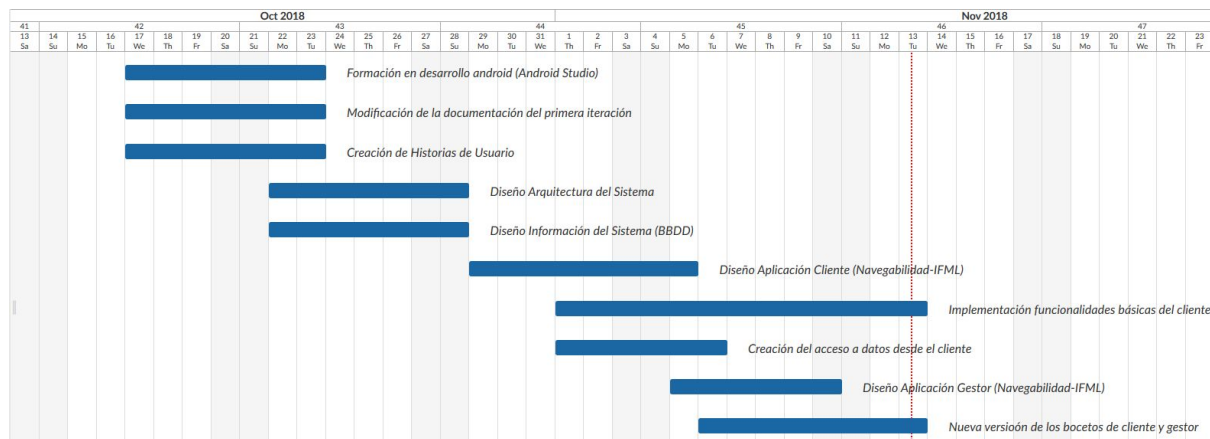 Oct 2018 Nov 2018
41 42 43 44 45 46 47
13 14 15 16 17 18 19 20 21 22 23 24 25 26 27 28 29 30 31 1 2 3 4 5 6 7 8 9 10 11 12 13 14 15 16 17 18 19 20 21 22 23
Sa Su Mo Tu We Th Fr Sa Su Mo Tu We Th Fr Sa Su Mo Tu We Th Fr Sa Su Mo Tu We Th Fr Sa Su Mo Tu We Th Fr Sa Su Mo Tu We Th Fr
Formación en desarrollo android (Android Studio)
Modificación de la documentación del primera iteración
Creación de Historias de Usuario
Diseño Arquitectura del Sistema
Diseño Información del Sistema (BBDD)
Diseño Aplicación Cliente (Navegabilidad-IFML)
Implementación funcionalidades básicas del cliente
Creación del acceso a datos desde el cliente
Diseño Aplicación Gestor (Navegabilidad-IFML)
Nueva versioón de los bocetos de cliente y gestor